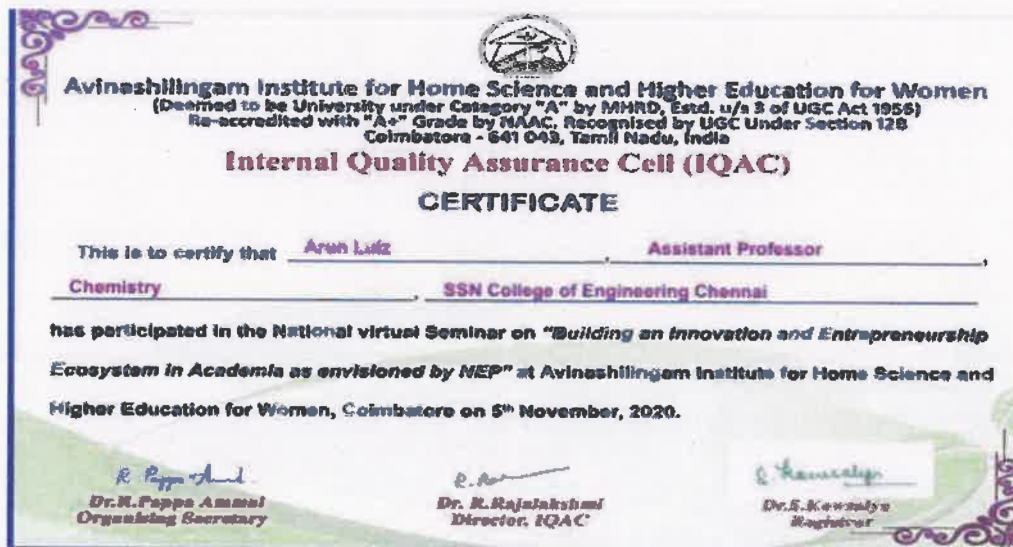 Avinashilingam Institute for Home Science and Higher Education for Women
(Deemed to be University under Category "A" by MHRD, Estd. u/s 3 of UGC Act 1956)
Re-accredited with "A+" Grade by NAAC, Recognised by UGC Under Section 12B
Coimbatore - 641 043, Tamil Nadu, India
Internal Quality Assurance Cell (IQAC)
CERTIFICATE
This is to certify that Arun Luiz, Assistant Professor,
Chemistry, SSN College of Engineering Chennai
has participated in the National virtual Seminar on "Building an Innovation and Entrepreneurship
Ecosystem in Academia as envisioned by NEP" at Avinashilingam Institute for Home Science and
Higher Education for Women, Coimbatore on 5th November, 2020.
Dr.R.Pappa Ammal Dr. R.Rajalakshmi Dr.S.Kowsalya
Organizing Secretary Director, IQAC Registrar